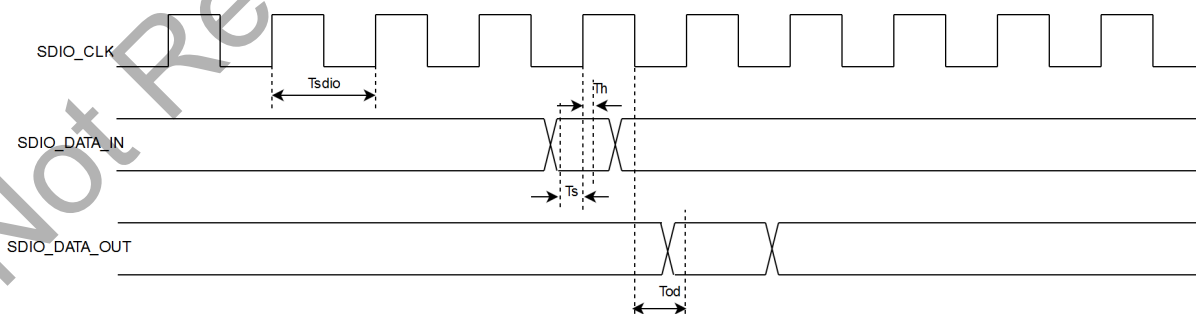 SDIO_CLK
Tsdio
Th
SDIO_DATA_IN
Ts
SDIO_DATA_OUT
Tod
Not Re